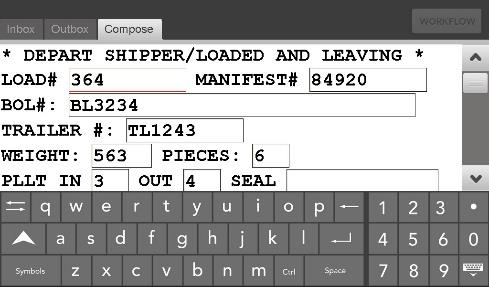 WORKFLOW
Inbox Outbox Compose
* DEPART SHIPPER/LOADED AND LEAVING *
LOAD# 364 MANIFEST# 84920
BOL#: BL3234
TRAILER #: TL1243
WEIGHT: 563 PIECES: 6
PLLT IN 3 OUT 4 SEAL
q w e r t y u i o p 1 2 3 •
a s d f g h j k l 4 5 6 0
Symbols z x c v b n m Ctrl Space 7 8 9